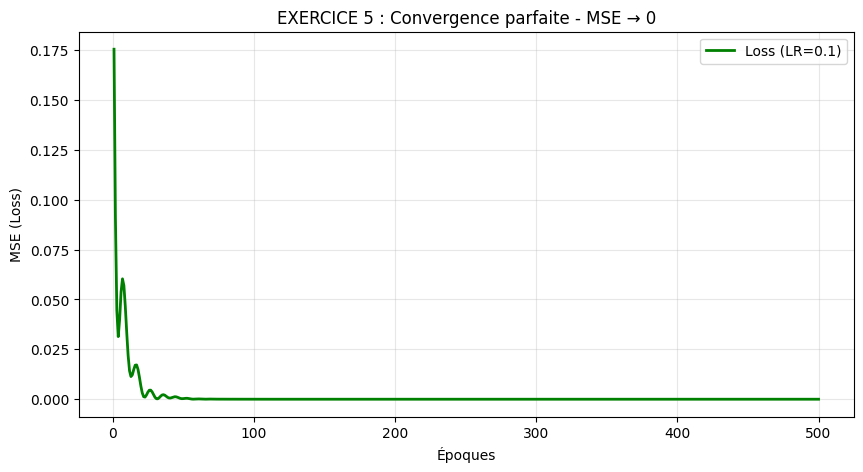 EXERCICE 5 : Convergence parfaite - MSE → 0
Loss (LR=0.1)
MSE (Loss)
0.175
0.150
0.125
0.100
0.075
0.050
0.025
0.000
0 100 200 300 400 500
Époques